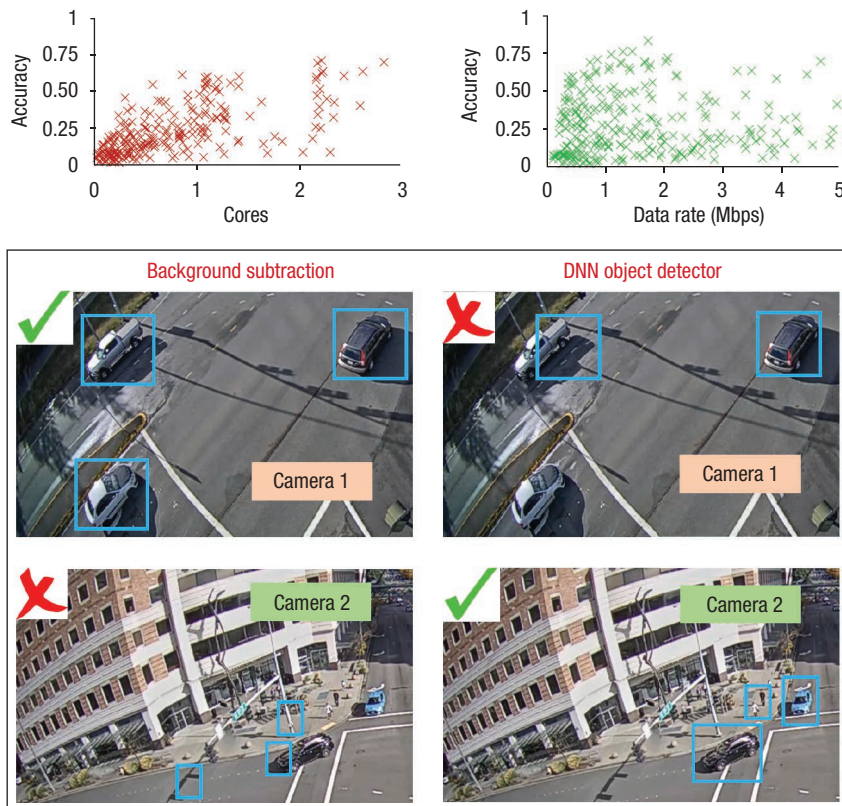 1
0.75
0.50
0.25
0
Accuracy
0
1
2
3
Cores
1
0.75
0.50
0.25
0
Accuracy
0
1
2
3
4
5
Data rate (Mbps)
Background subtraction
DNN object detector
Camera 1
Camera 1
Camera 2
Camera 2